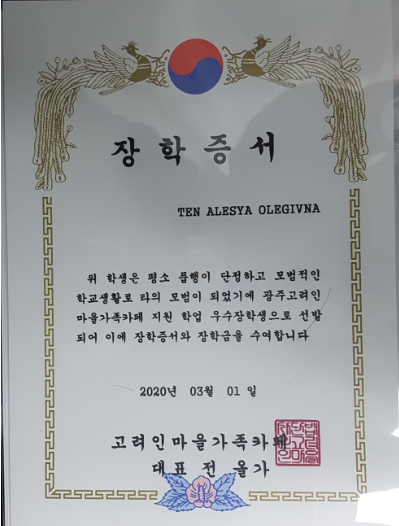 장학증서
TEN ALESYA OLEGIVNA
위 학생은 평소 품행이 단정하고 모범적인
학교생활로 타의 모범이 되었기에 광주고려인
마을가족카페 지원 학업 우수장학생으로 선발
되어 이에 장학증서와 장학금을 수여합니다
2020년 03월 01일
고려인마을가족카페
대표 전 올가